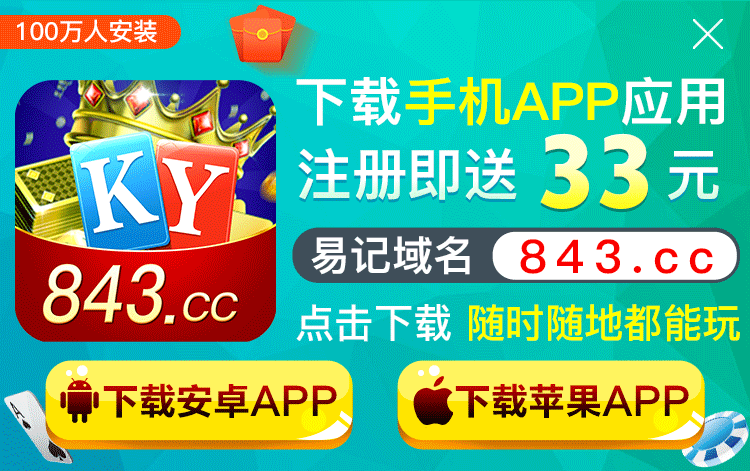 100万人安装
KY
843.cc
下载手机APP应用
注册即送 33 元
易记域名 843.cc
点击下载 随时随地都能玩
下载安卓APP
下载苹果APP
A